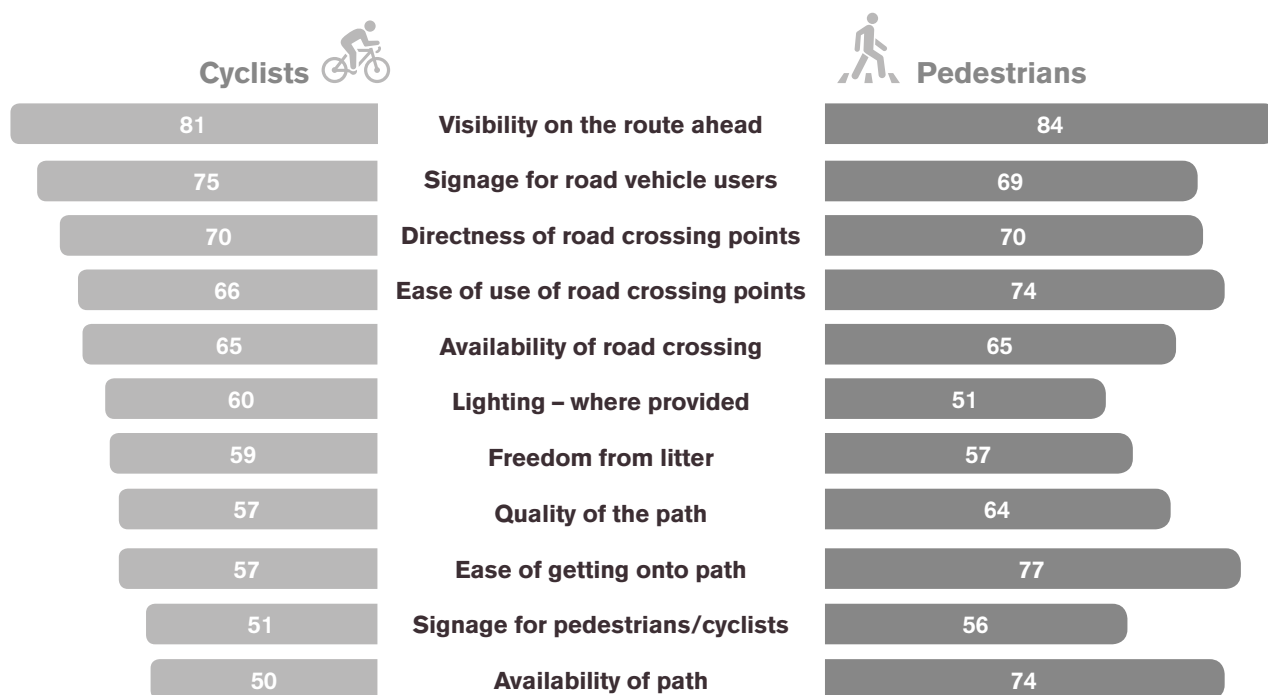 Cyclists
Pedestrians
81 Visibility on the route ahead 84
75 Signage for road vehicle users 69
70 Directness of road crossing points 70
66 Ease of use of road crossing points 74
65 Availability of road crossing 65
60 Lighting – where provided 51
59 Freedom from litter 57
57 Quality of the path 64
57 Ease of getting onto path 77
51 Signage for pedestrians/cyclists 56
50 Availability of path 74